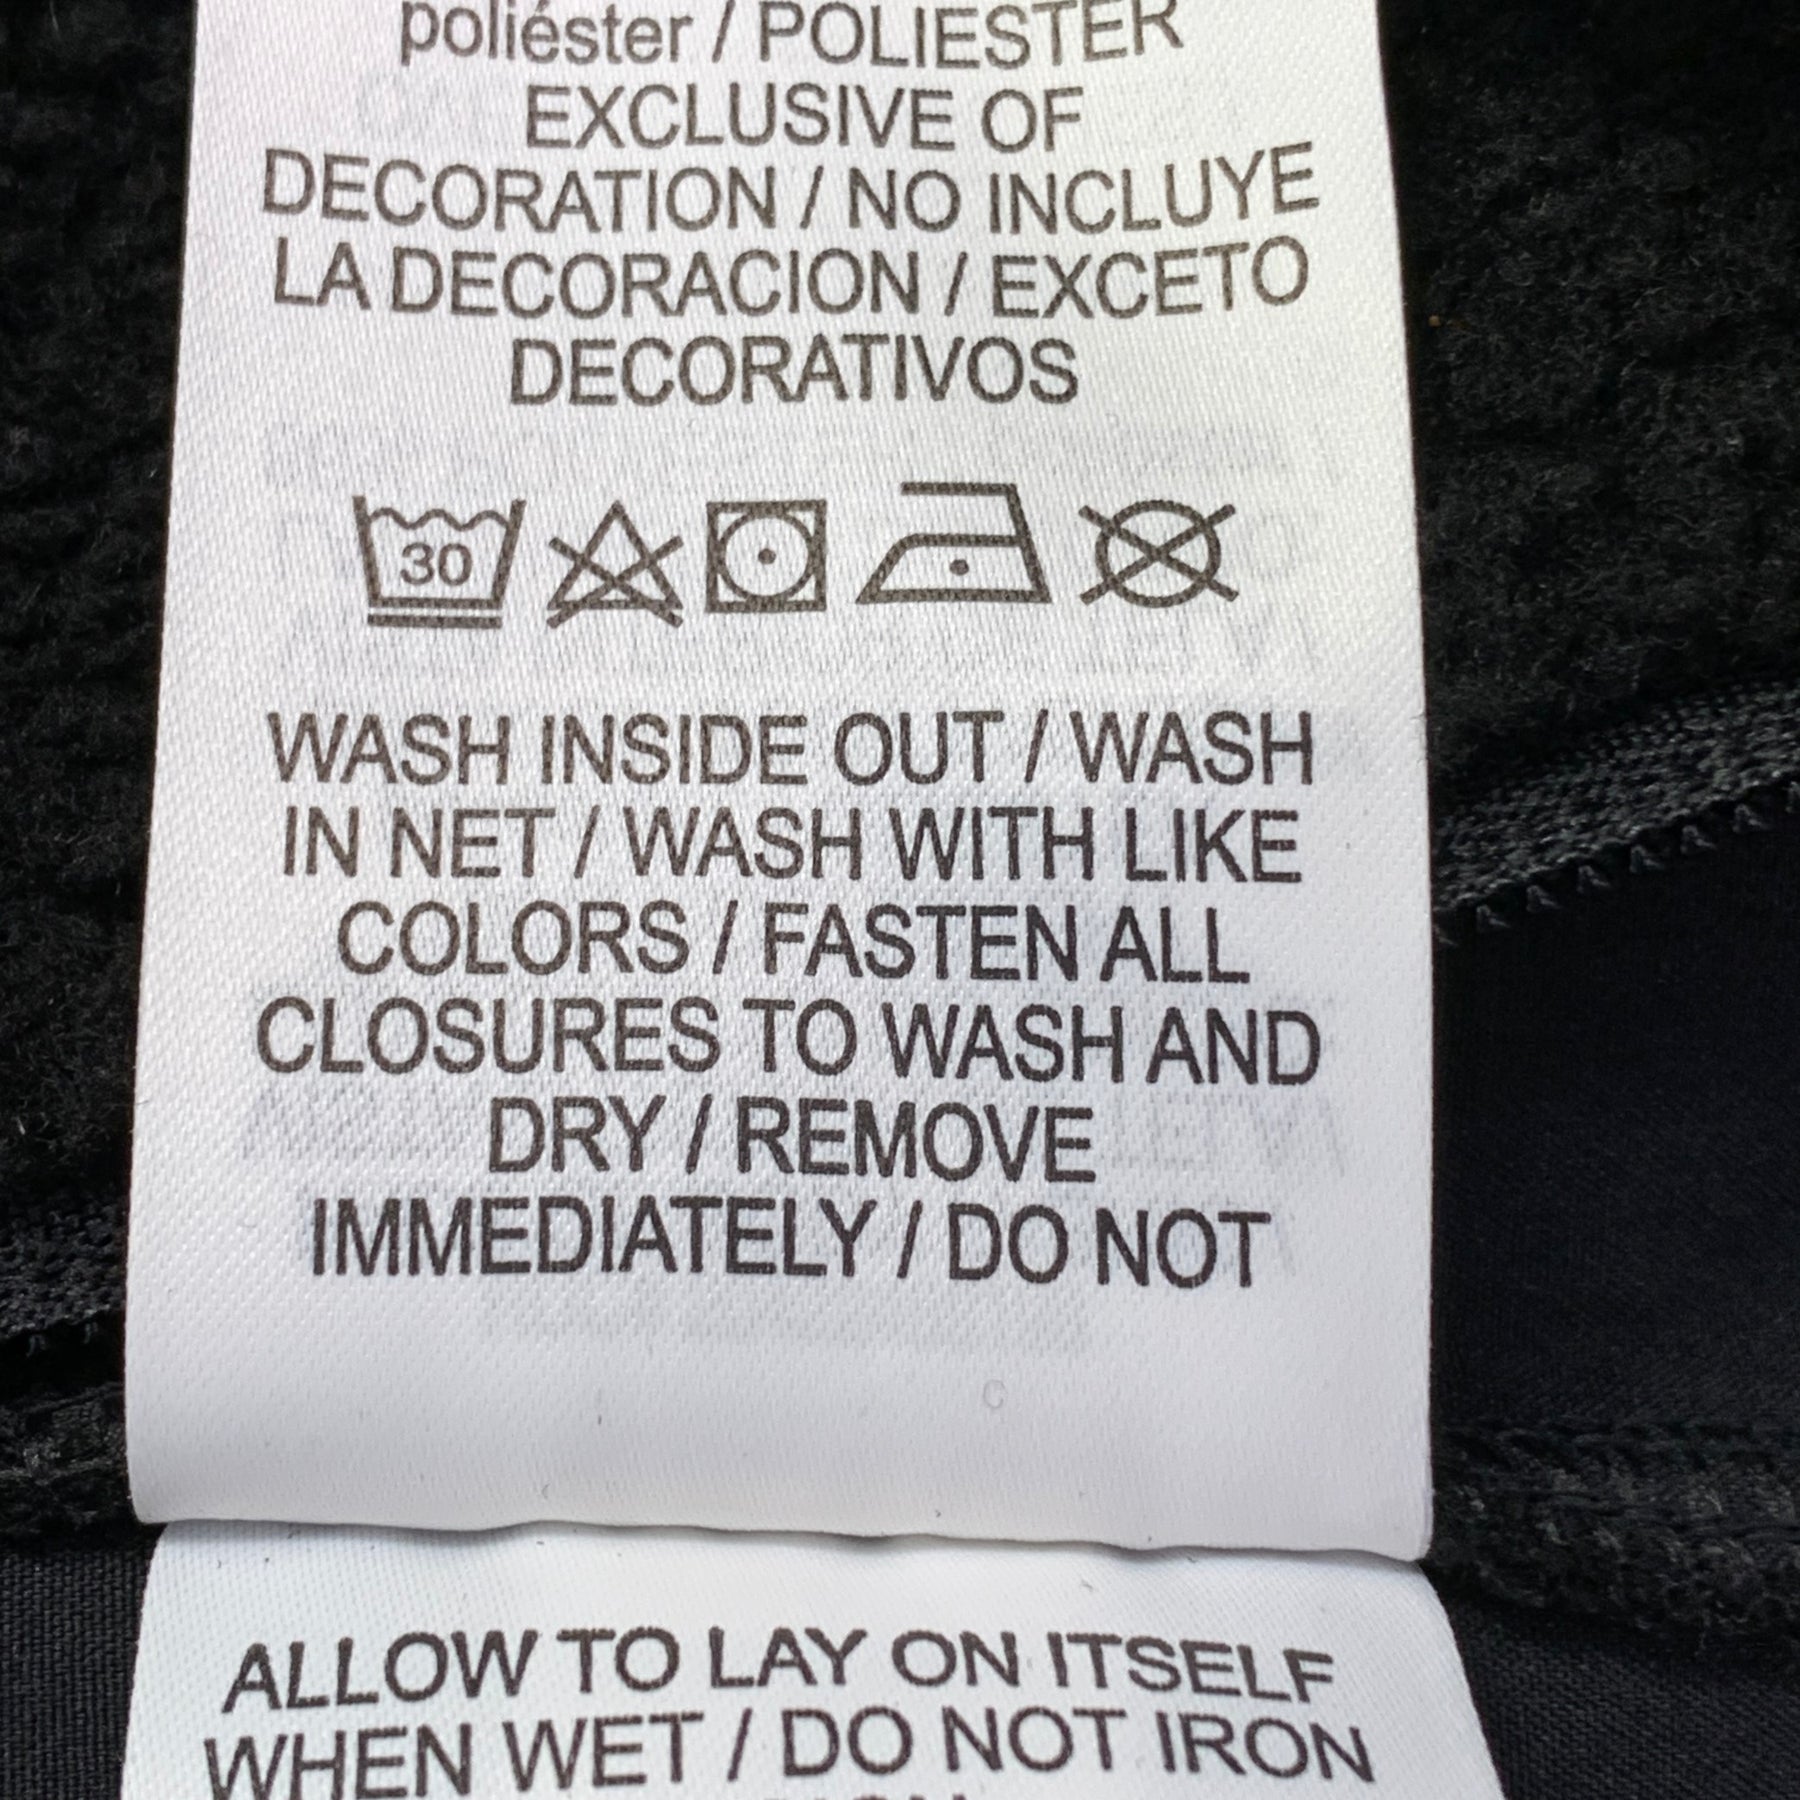 poliéster / POLIESTER
EXCLUSIVE OF
DECORATION / NO INCLUYE
LA DECORACION / EXCETO
DECORATIVOS
30
WASH INSIDE OUT / WASH
IN NET / WASH WITH LIKE
COLORS / FASTEN ALL
CLOSURES TO WASH AND
DRY / REMOVE
IMMEDIATELY / DO NOT
ALLOW TO LAY ON ITSELF
WHEN WET / DO NOT IRON